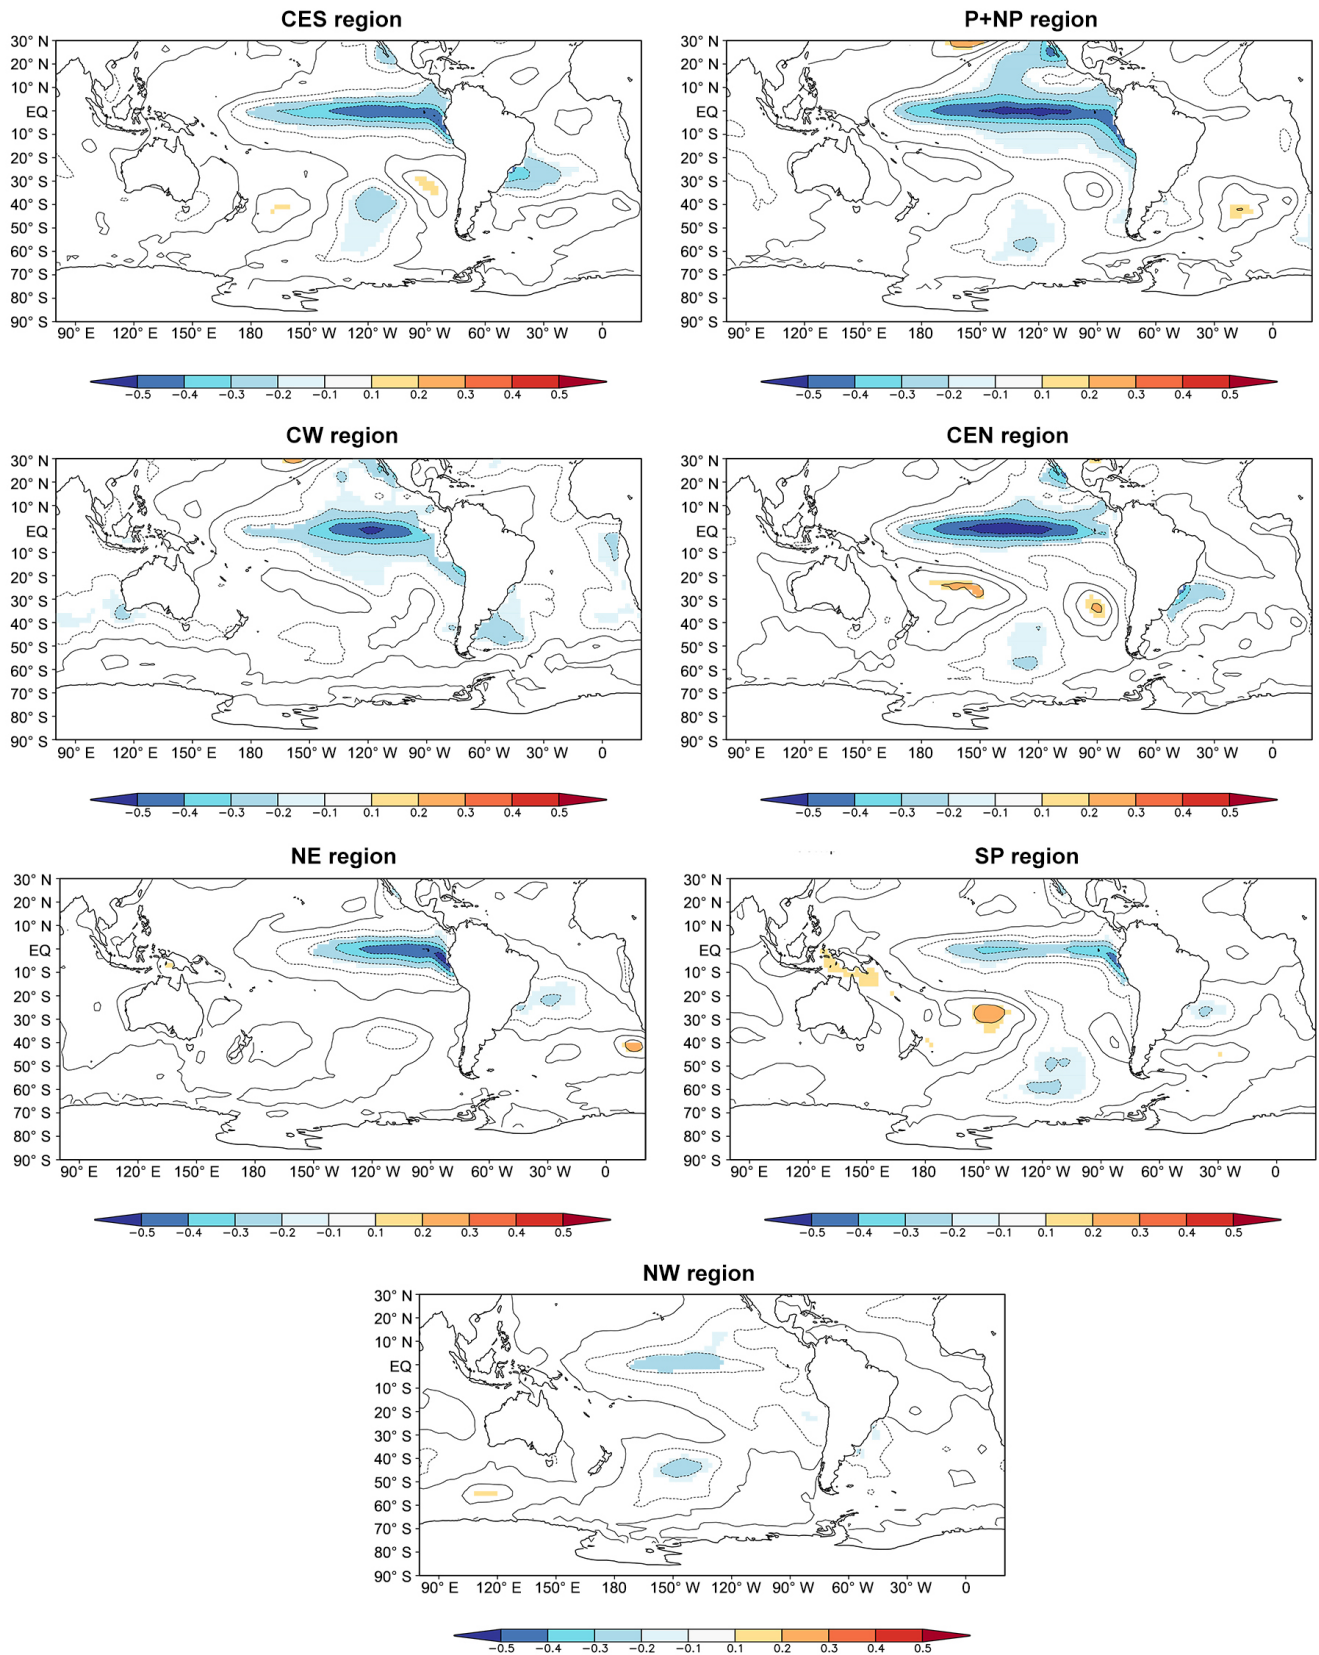 CES region
P+NP region
30° N
20° N
10° N
EQ
10° S
20° S
30° S
40° S
50° S
60° S
70° S
80° S
90° S
90° E 120° E 150° E 180 150° W 120° W 90° W 60° W 30° W 0
−0.5 −0.4 −0.3 −0.2 −0.1 0.1 0.2 0.3 0.4 0.5
30° N
20° N
10° N
EQ
10° S
20° S
30° S
40° S
50° S
60° S
70° S
80° S
90° S
90° E 120° E 150° E 180 150° W 120° W 90° W 60° W 30° W 0
−0.5 −0.4 −0.3 −0.2 −0.1 0.1 0.2 0.3 0.4 0.5
CW region
CEN region
30° N
20° N
10° N
EQ
10° S
20° S
30° S
40° S
50° S
60° S
70° S
80° S
90° S
90° E 120° E 150° E 180 150° W 120° W 90° W 60° W 30° W 0
−0.5 −0.4 −0.3 −0.2 −0.1 0.1 0.2 0.3 0.4 0.5
30° N
20° N
10° N
EQ
10° S
20° S
30° S
40° S
50° S
60° S
70° S
80° S
90° S
90° E 120° E 150° E 180 150° W 120° W 90° W 60° W 30° W 0
−0.5 −0.4 −0.3 −0.2 −0.1 0.1 0.2 0.3 0.4 0.5
NE region
SP region
30° N
20° N
10° N
EQ
10° S
20° S
30° S
40° S
50° S
60° S
70° S
80° S
90° S
90° E 120° E 150° E 180 150° W 120° W 90° W 60° W 30° W 0
−0.5 −0.4 −0.3 −0.2 −0.1 0.1 0.2 0.3 0.4 0.5
30° N
20° N
10° N
EQ
10° S
20° S
30° S
40° S
50° S
60° S
70° S
80° S
90° S
90° E 120° E 150° E 180 150° W 120° W 90° W 60° W 30° W 0
−0.5 −0.4 −0.3 −0.2 −0.1 0.1 0.2 0.3 0.4 0.5
NW region
30° N
20° N
10° N
EQ
10° S
20° S
30° S
40° S
50° S
60° S
70° S
80° S
90° S
90° E 120° E 150° E 180 150° W 120° W 90° W 60° W 30° W 0
−0.5 −0.4 −0.3 −0.2 −0.1 0.1 0.2 0.3 0.4 0.5